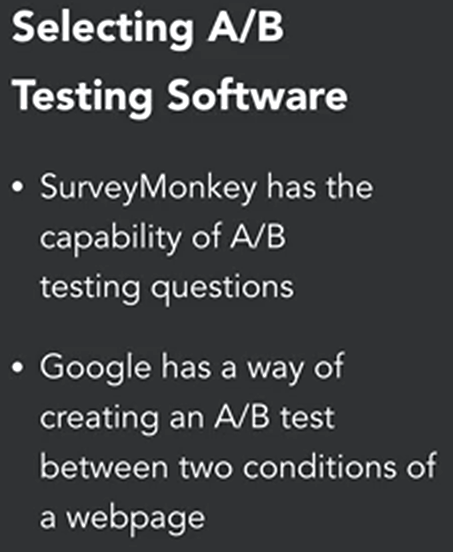 Selecting A/B
Testing Software
• SurveyMonkey has the
capability of A/B
testing questions
• Google has a way of
creating an A/B test
between two conditions of
a webpage